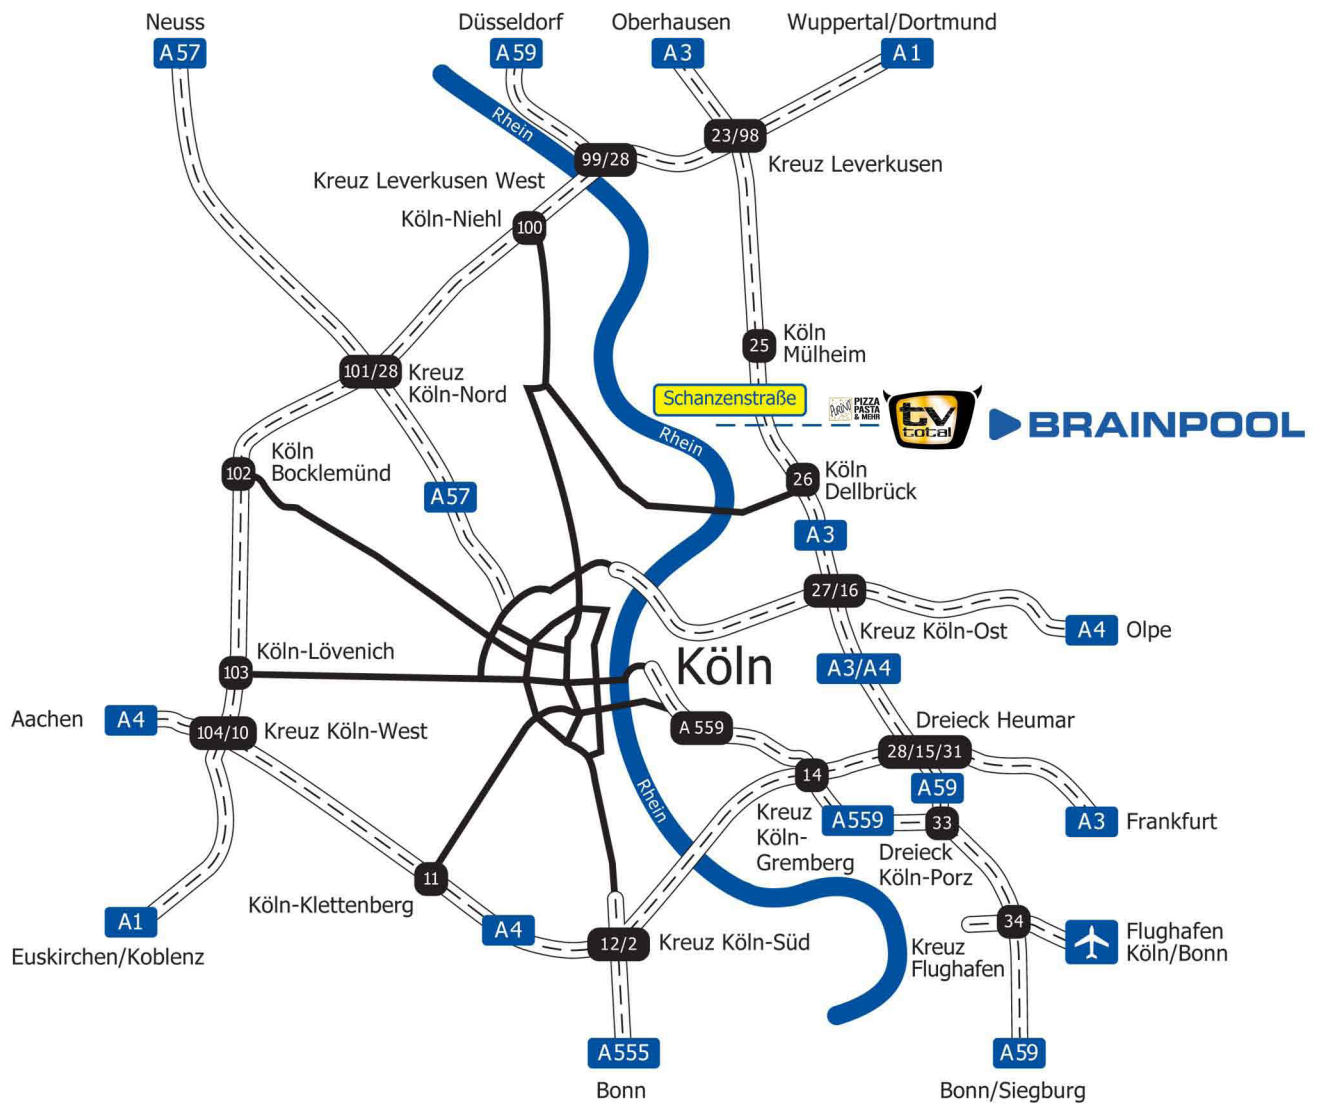 Neuss
Düsseldorf
Oberhausen
Wuppertal/Dortmund
A57
A59
A3
A1
Rhein
23/98
99/28
Kreuz Leverkusen
Kreuz Leverkusen West
Köln-Niehl
100
25
Köln
Mülheim
101/28
Kreuz
Köln-Nord
Schanzenstraße
PIZZA
PASTA
& MEHR
tv
total
BRAINPOOL
Rhein
Köln
Bocklemünd
102
26
Köln
Dellbrück
A57
A3
27/16
Kreuz Köln-Ost
A4
Olpe
Köln-Lövenich
103
Köln
A3/A4
Aachen
A4
104/10
Kreuz Köln-West
A 559
Dreieck Heumar
28/15/31
14
A59
Rhein
Kreuz
Köln-
Gremberg
A559
33
Dreieck
Köln-Porz
A3
Frankfurt
11
Köln-Klettenberg
A1
Euskirchen/Koblenz
A4
12/2
Kreuz Köln-Süd
34
Kreuz
Flughafen
Flughafen
Köln/Bonn
A555
Bonn
A59
Bonn/Siegburg